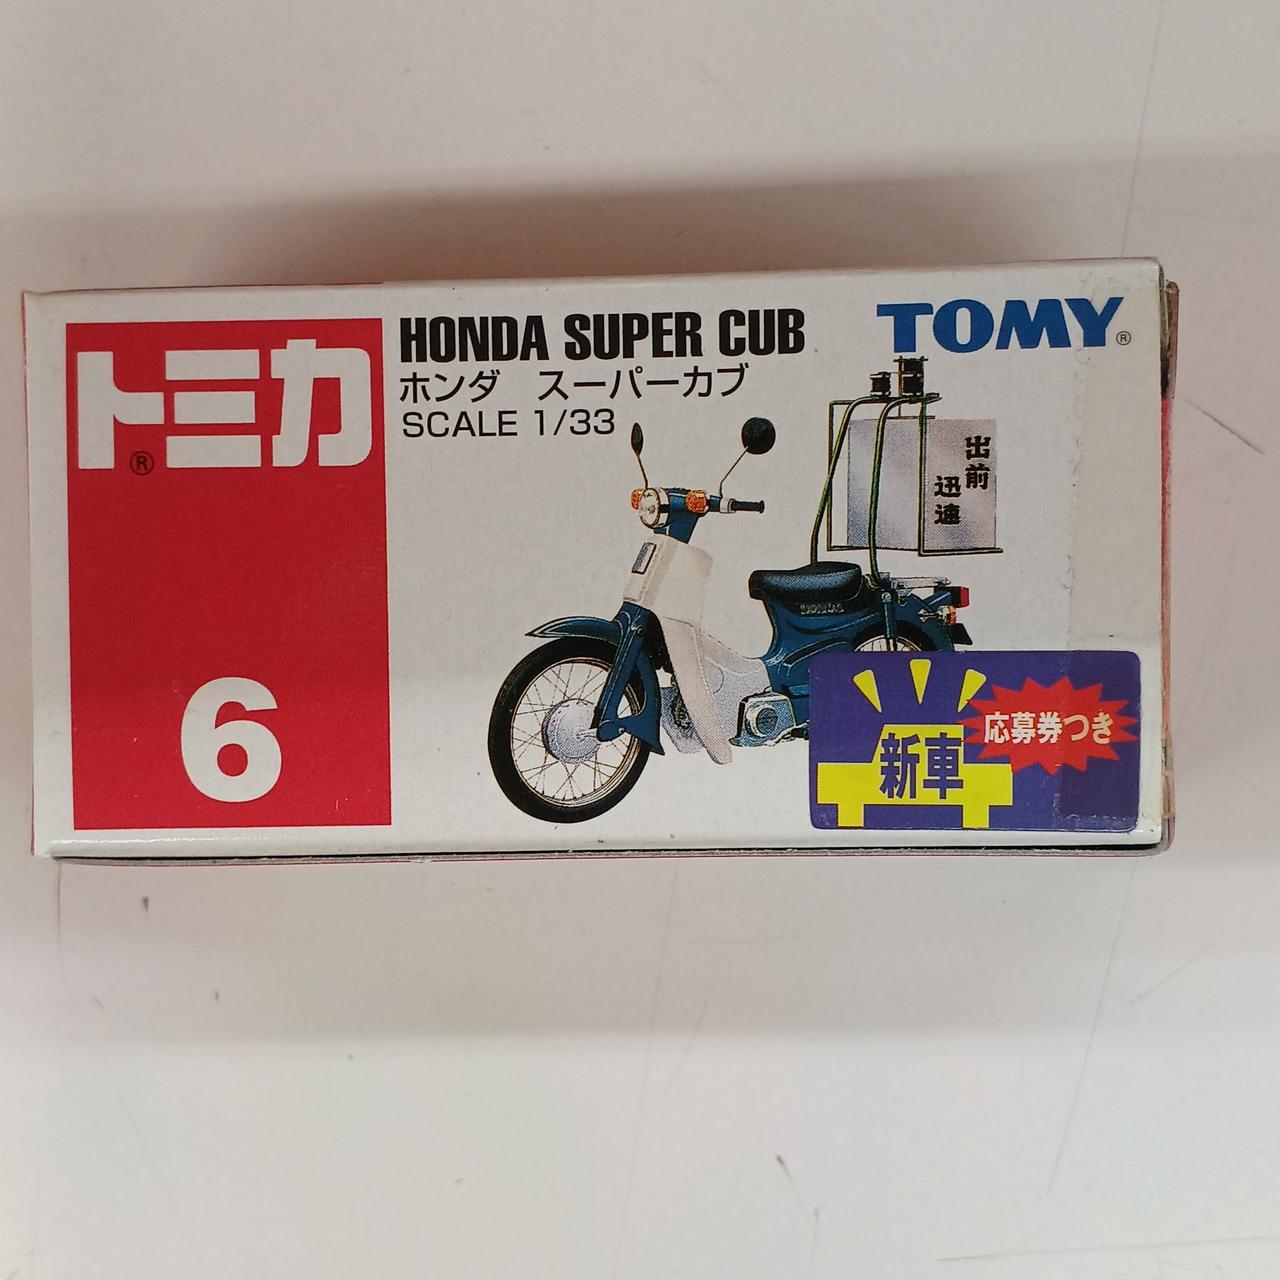 トミカ®
6
HONDA SUPER CUB
ホンダ スーパーカブ
SCALE 1/33
TOMY®
出前
迅速
HONDA
新車
応募券つき